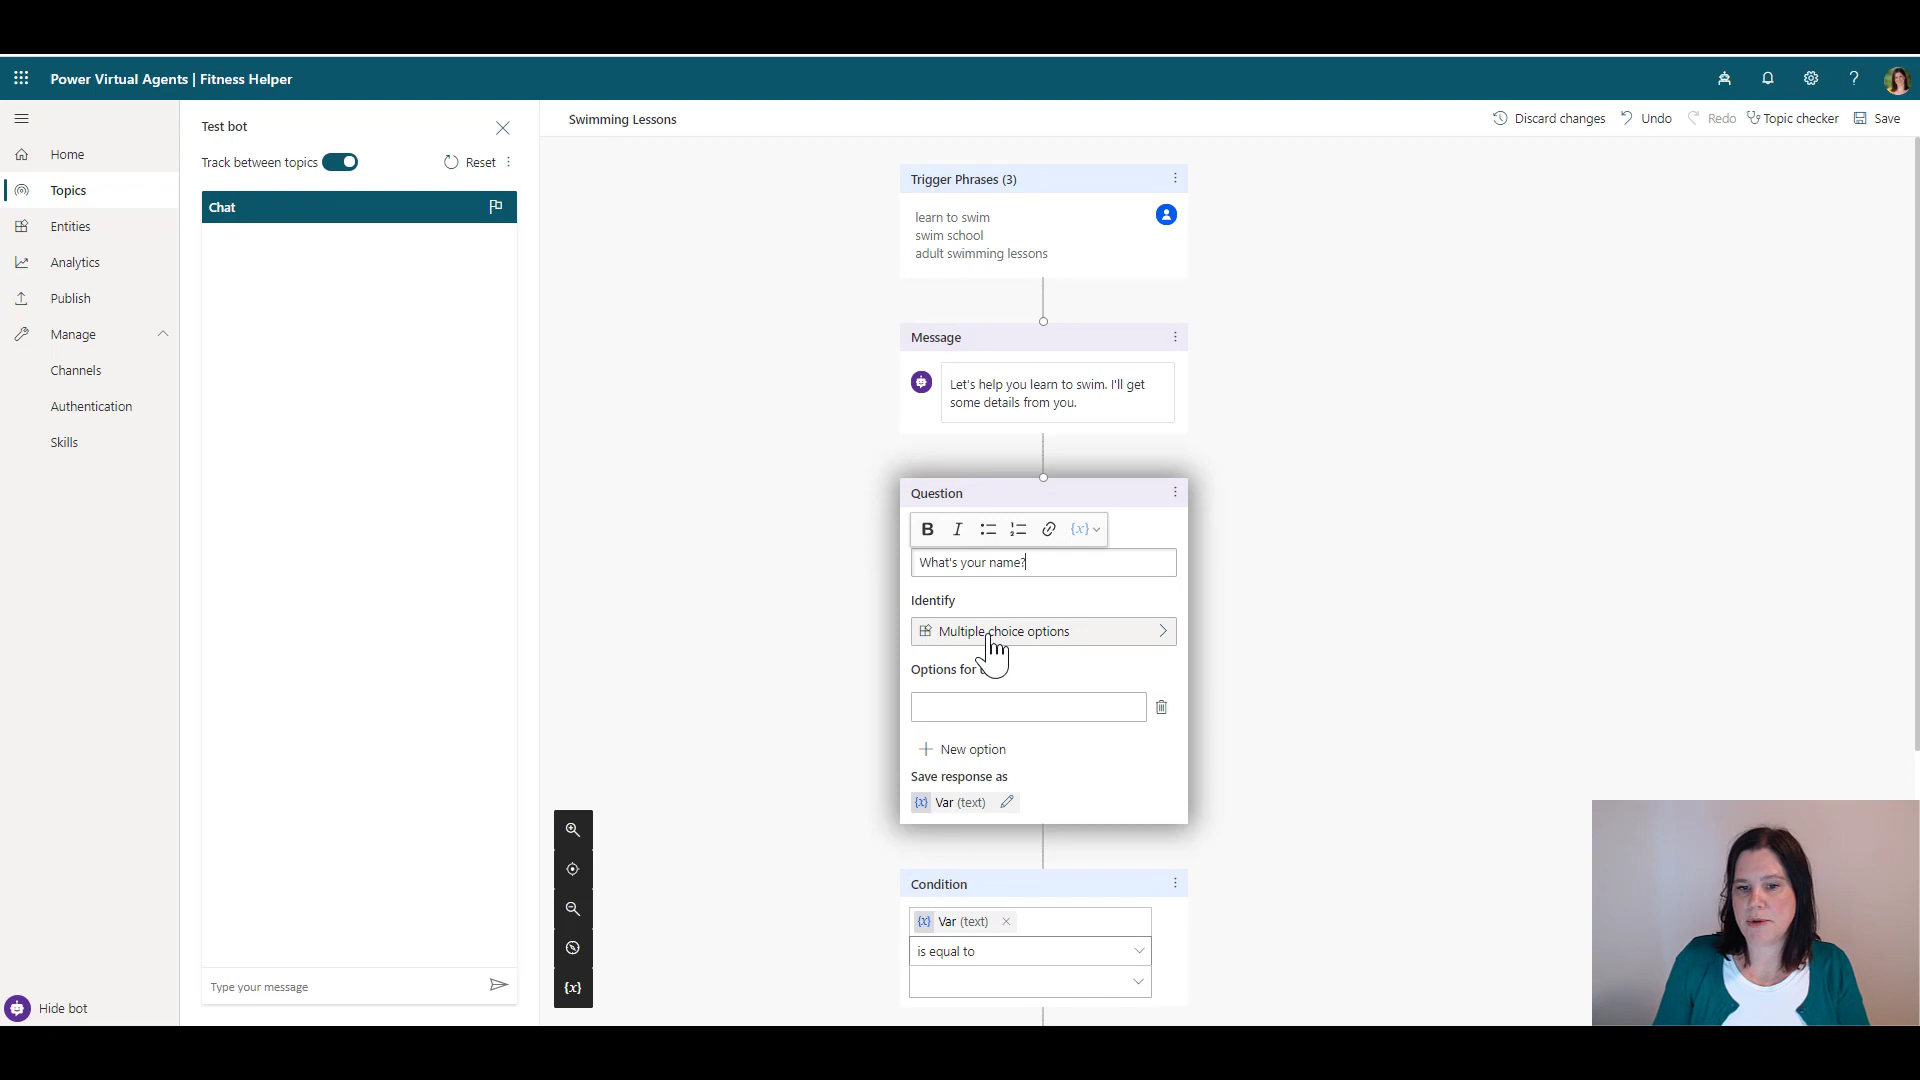 Power Virtual Agents | Fitness Helper
Home
Topics
Entities
Analytics
Publish
Manage
Channels
Authentication
Skills
Hide bot
Test bot
Track between topics
Reset
Chat
Type your message
Swimming Lessons
Discard changes
Undo
Redo
Topic checker
Save
Trigger Phrases (3)
learn to swim
swim school
adult swimming lessons
Message
Let's help you learn to swim. I'll get
some details from you.
Question
B I {x}
What's your name?
Identify
Multiple choice options
Options for
New option
Save response as
{x} Var (text)
Condition
{x} Var (text)
is equal to
{x}